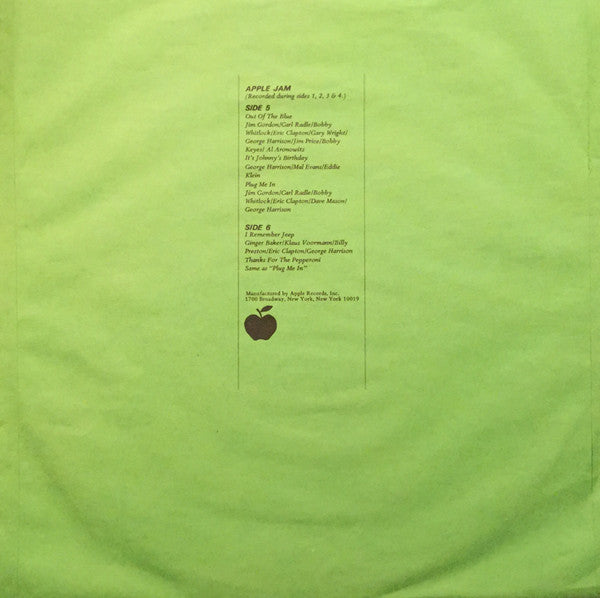 APPLE JAM
(Recorded during sides 1, 2, 3 & 4.)
SIDE 5
Out Of The Blue
Jim Gordon/Carl Radle/Bobby
Whitlock/Eric Clapton/Gary Wright/
George Harrison/Jim Price/Bobby
Keyes/ Al Aronowitz
It's Johnny's Birthday
George Harrison/Mal Evans/Eddie
Klein
Plug Me In
Jim Gordon/Carl Radle/Bobby
Whitlock/Eric Clapton/Dave Mason/
George Harrison
SIDE 6
I Remember Jeep
Ginger Baker/Klaus Voormann/Billy
Preston/Eric Clapton/George Harrison
Thanks For The Pepperoni
Same as "Plug Me In"
Manufactured by Apple Records, Inc.
1700 Broadway, New York, New York 10019